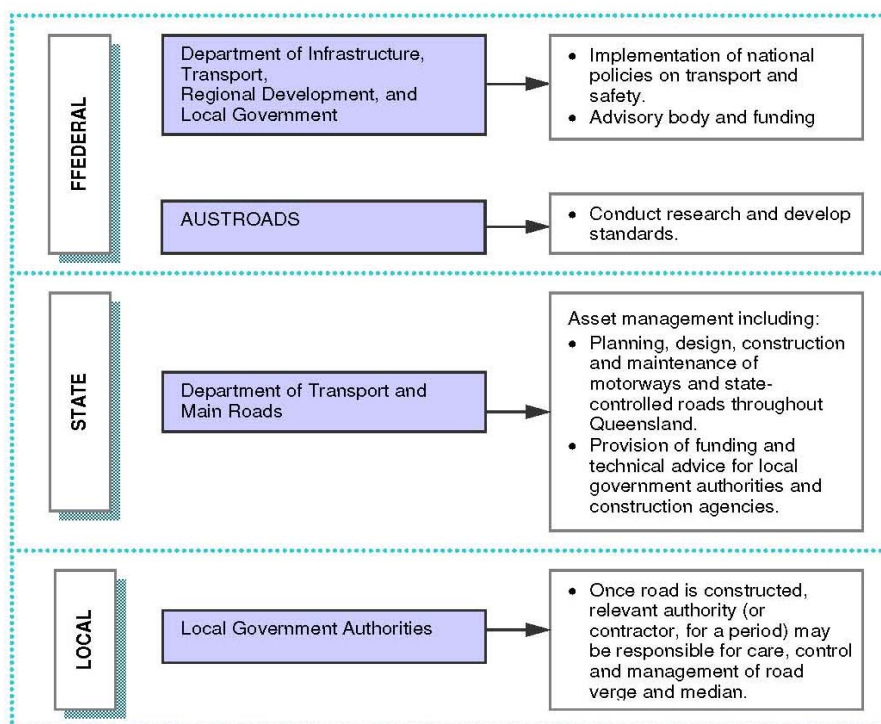 FFEDERAL
Department of Infrastructure,
Transport,
Regional Development, and
Local Government
• Implementation of national
policies on transport and
safety.
• Advisory body and funding
AUSTROADS
• Conduct research and develop
standards.
STATE
Department of Transport and
Main Roads
Asset management including:
• Planning, design, construction
and maintenance of
motorways and state-
controlled roads throughout
Queensland.
• Provision of funding and
technical advice for local
government authorities and
construction agencies.
LOCAL
Local Government Authorities
• Once road is constructed,
relevant authority (or
contractor, for a period) may
be responsible for care, control
and management of road
verge and median.